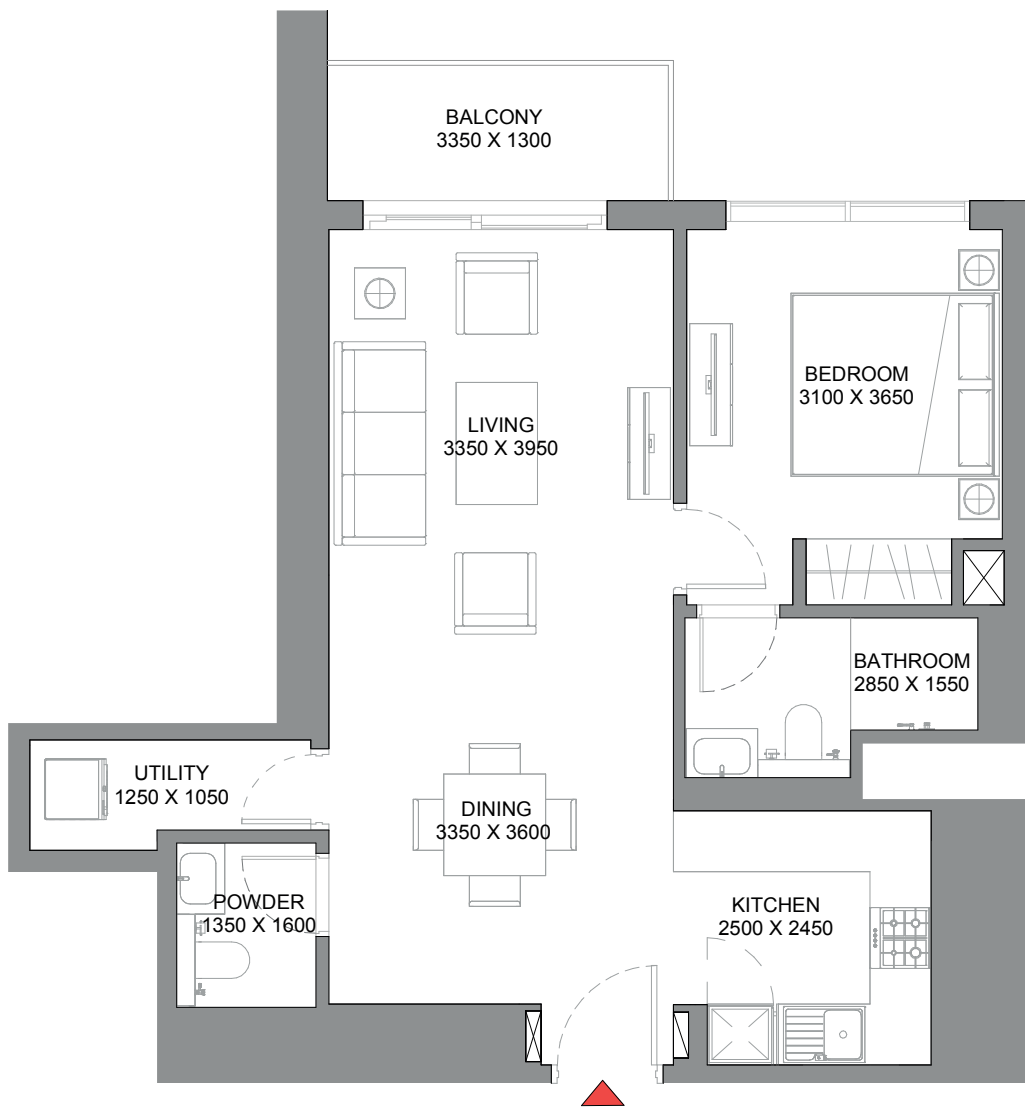 BALCONY
3350 X 1300
BEDROOM
3100 X 3650
LIVING
3350 X 3950
BATHROOM
2850 X 1550
UTILITY
1250 X 1050
DINING
3350 X 3600
POWDER
1350 X 1600
KITCHEN
2500 X 2450